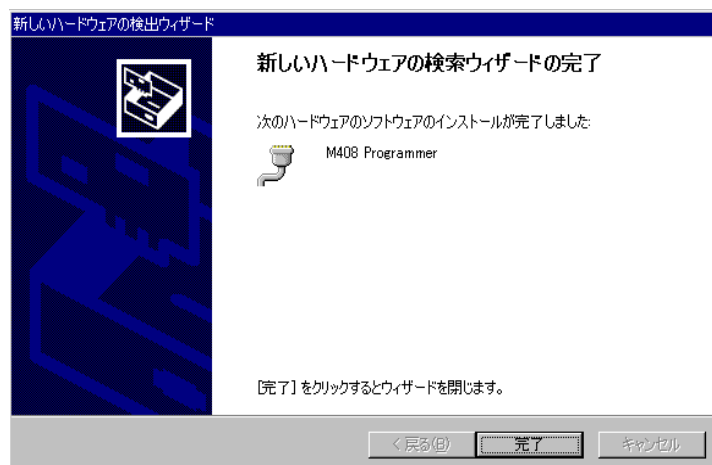 新しいハードウェアの検出ウィザード
新しいハードウェアの検索ウィザードの完了
次のハードウェアのソフトウェアのインストールが完了しました:
M408 Programmer
[完了] をクリックするとウィザードを閉じます。
< 戻る(B)
完了
キャンセル